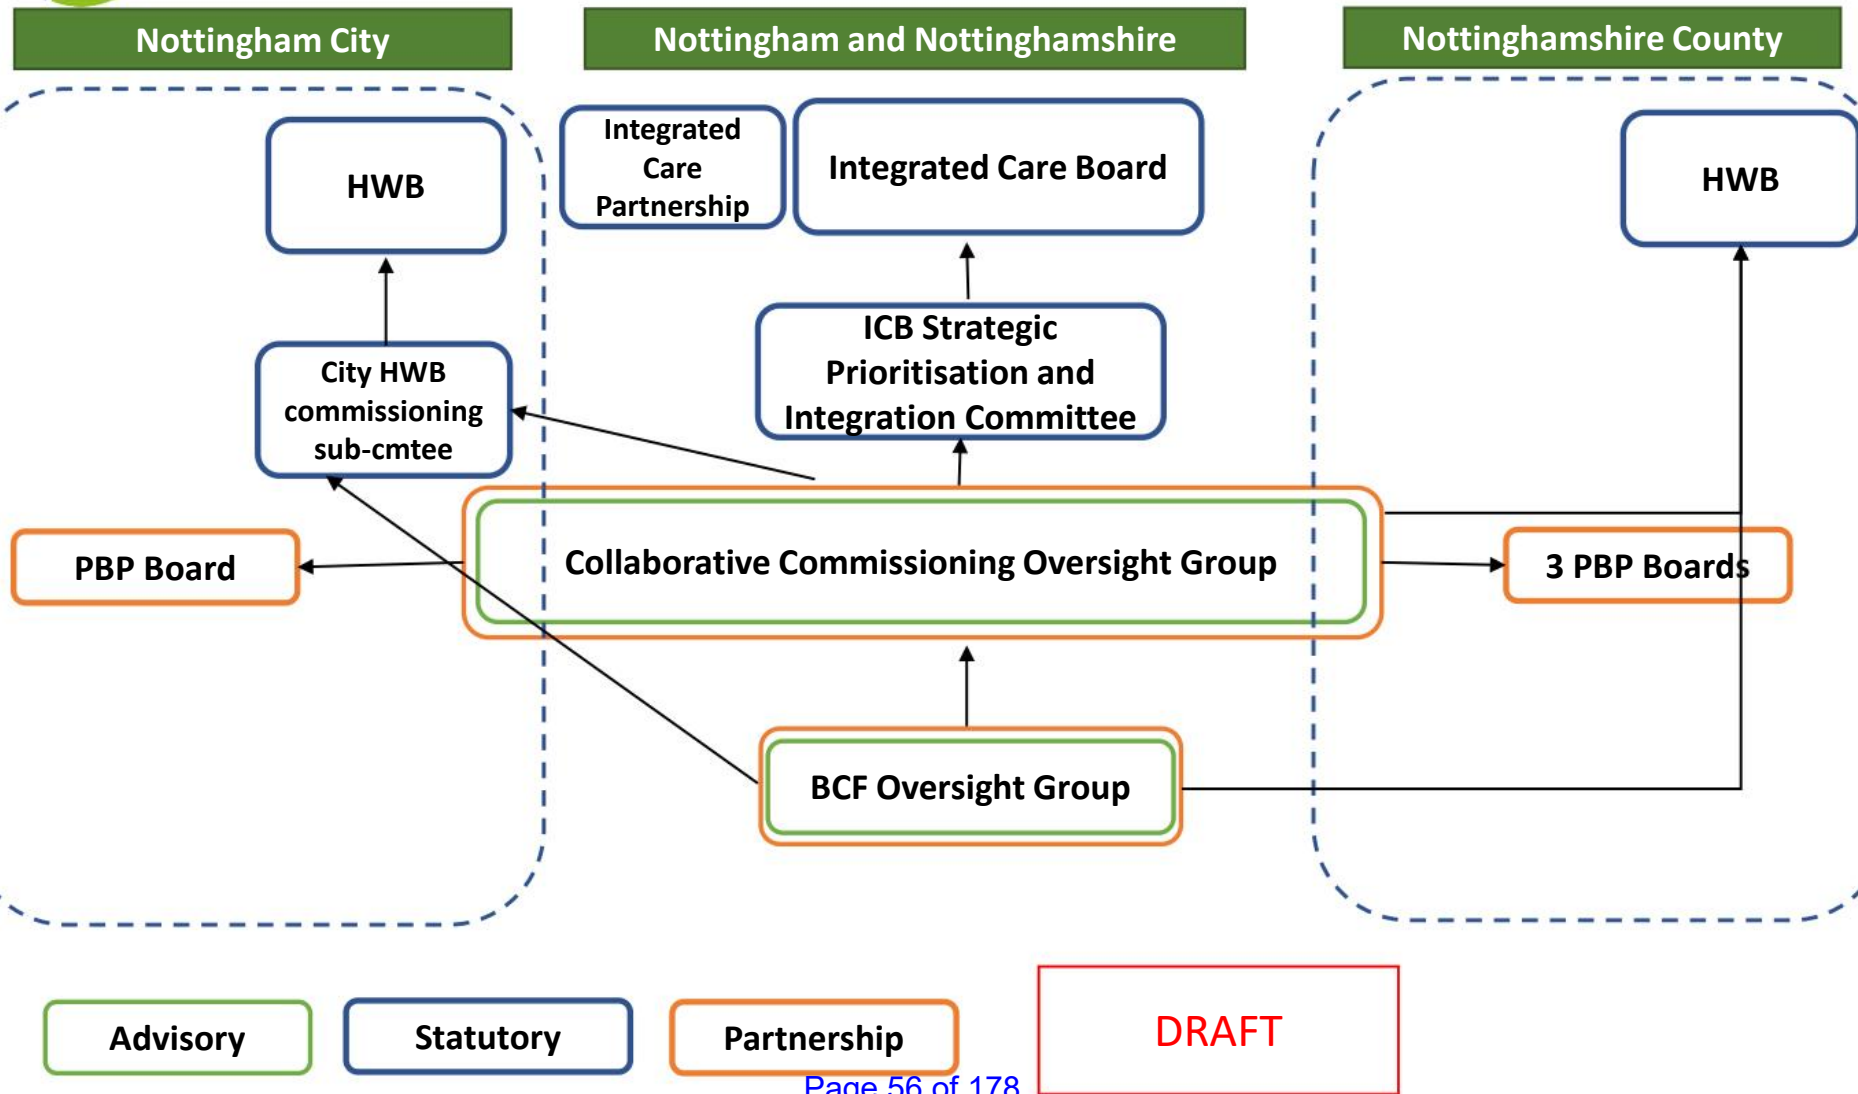 Nottingham City
Nottingham and Nottinghamshire
Nottinghamshire County
HWB
Integrated
Care
Partnership
Integrated Care Board
HWB
City HWB
commissioning
sub-cmtee
ICB Strategic
Prioritisation and
Integration Committee
PBP Board
Collaborative Commissioning Oversight Group
3 PBP Boards
BCF Oversight Group
Advisory
Statutory
Partnership
DRAFT
Page 56 of 178